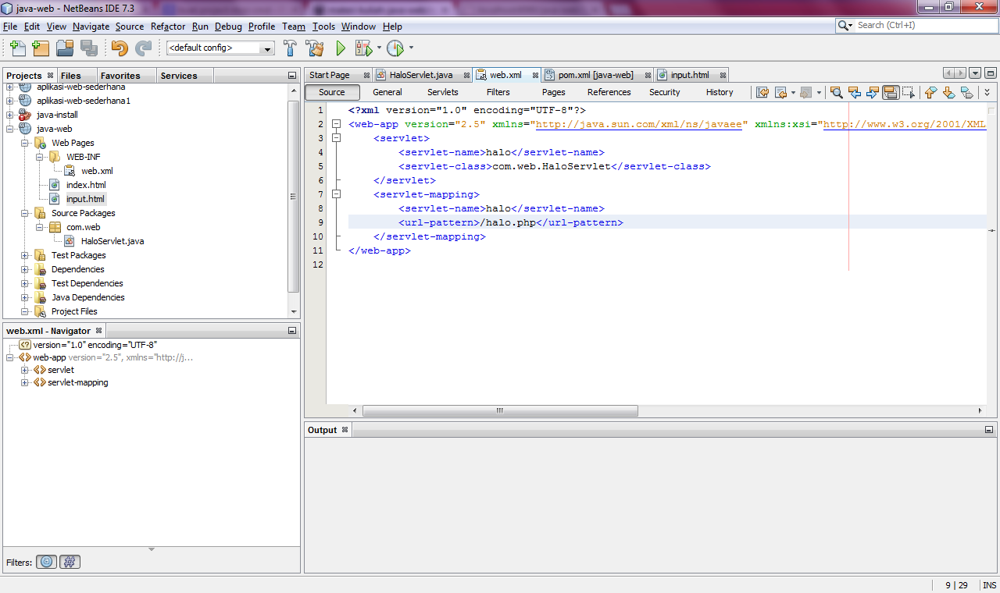 java-web - NetBeans IDE 7.3
File Edit View Navigate Source Refactor Run Debug Profile Team Tools Window Help
Search (Ctrl+I)
<default config>
Projects Files Favorites Services
aplikasi-web-sederhana
aplikasi-web-sederhana1
java-install
java-web
Web Pages
WEB-INF
web.xml
index.html
input.html
Source Packages
com.web
HaloServlet.java
Test Packages
Dependencies
Test Dependencies
Java Dependencies
Project Files
web.xml - Navigator
version="1.0" encoding="UTF-8"
web-app version="2.5", xmlns="http://j...
servlet
servlet-mapping
Filters:
Start Page HaloServlet.java web.xml pom.xml [java-web] input.html
Source General Servlets Filters Pages References Security History
1 <?xml version="1.0" encoding="UTF-8"?>
2 <web-app version="2.5" xmlns="http://java.sun.com/xml/ns/javaee" xmlns:xsi="http://www.w3.org/2001/XML
3 <servlet>
4 <servlet-name>halo</servlet-name>
5 <servlet-class>com.web.HaloServlet</servlet-class>
6 </servlet>
7 <servlet-mapping>
8 <servlet-name>halo</servlet-name>
9 <url-pattern>/halo.php</url-pattern>
10 </servlet-mapping>
11 </web-app>
12
Output
9 | 29 INS